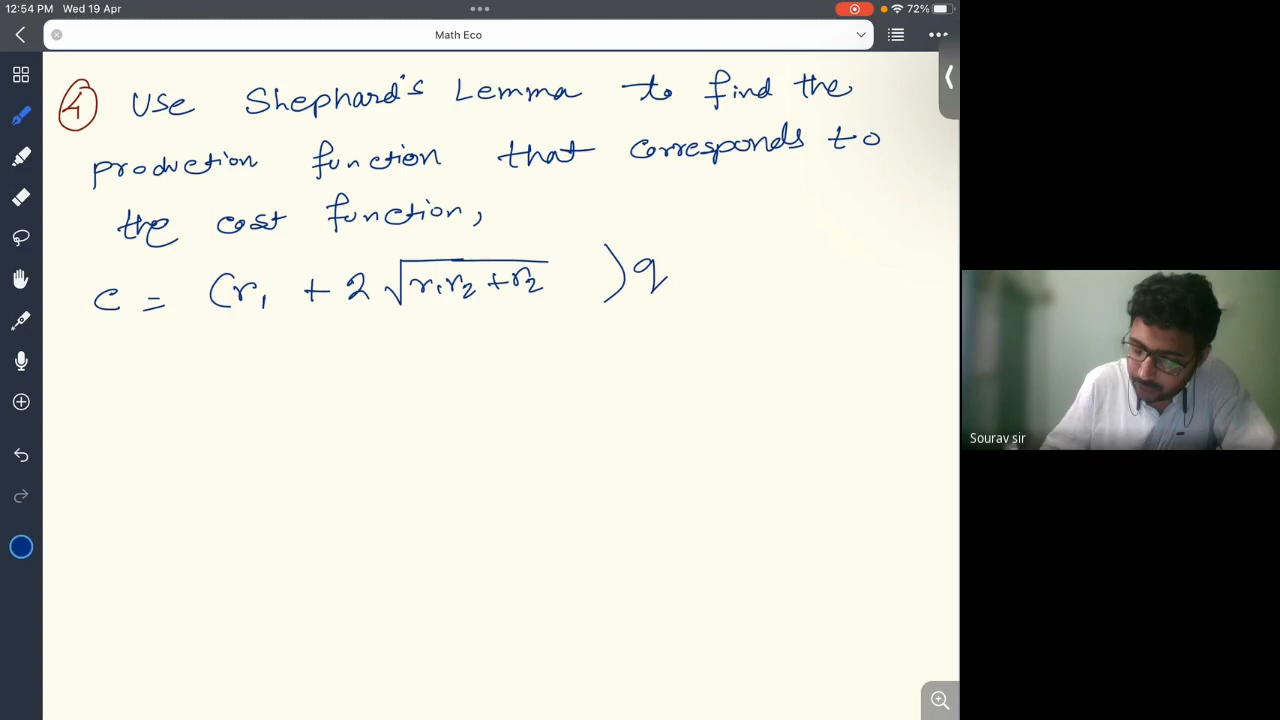 12:54 PM Wed 19 Apr
72%
Math Eco
④ Use Shephard's Lemma to find the
production function that corresponds to
the cost function,
c = (r₁ + 2√(r₁r₂ + r₂) ) q
Sourav sir